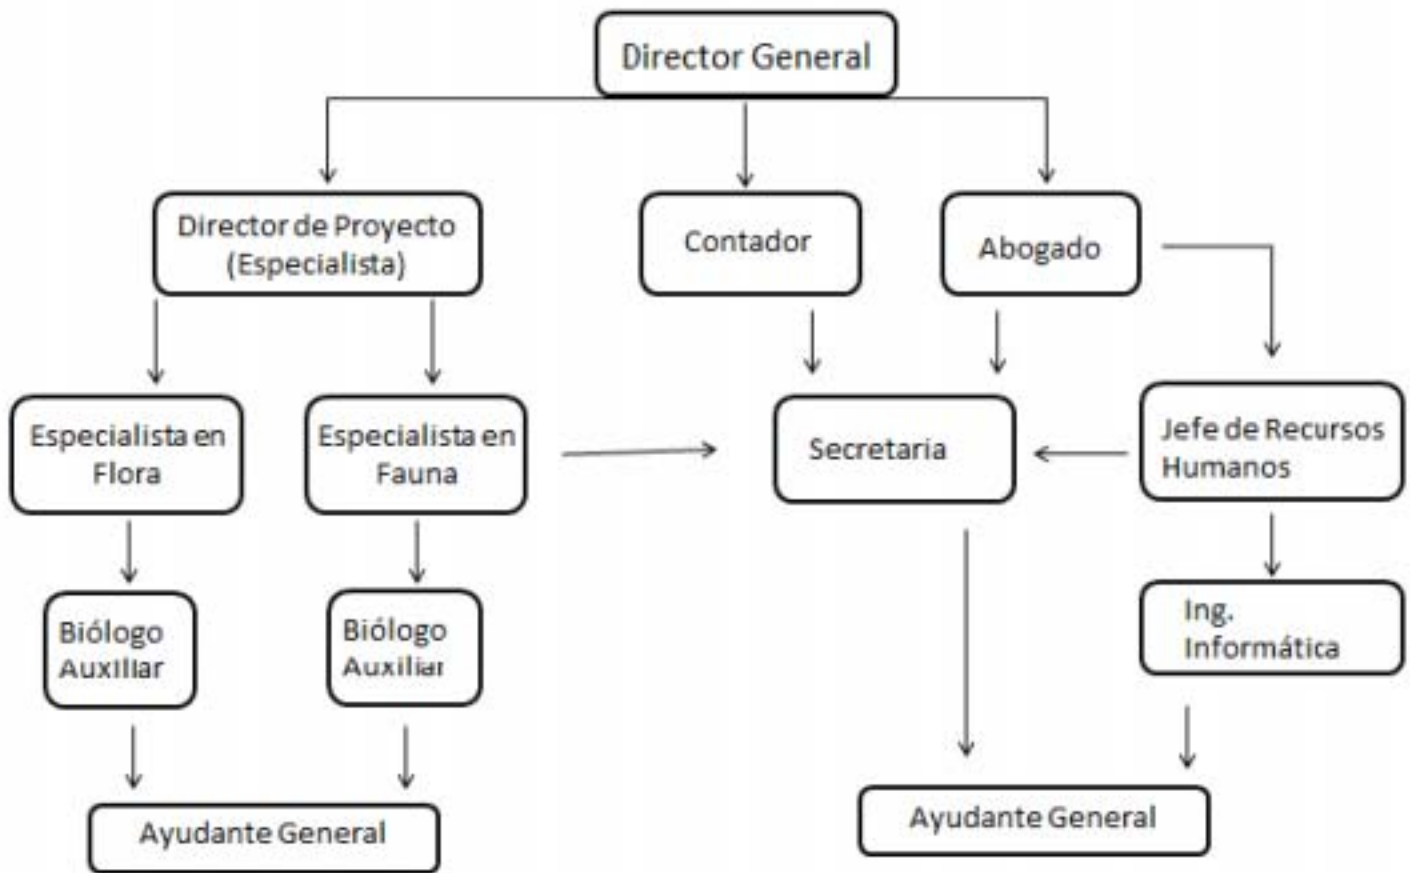 Director General
Director de Proyecto
(Especialista)
Contador
Abogado
Especialista en
Flora
Especialista en
Fauna
Secretaria
Jefe de Recursos
Humanos
Biólogo
Auxiliar
Biólogo
Auxiliar
Ing.
Informática
Ayudante General
Ayudante General